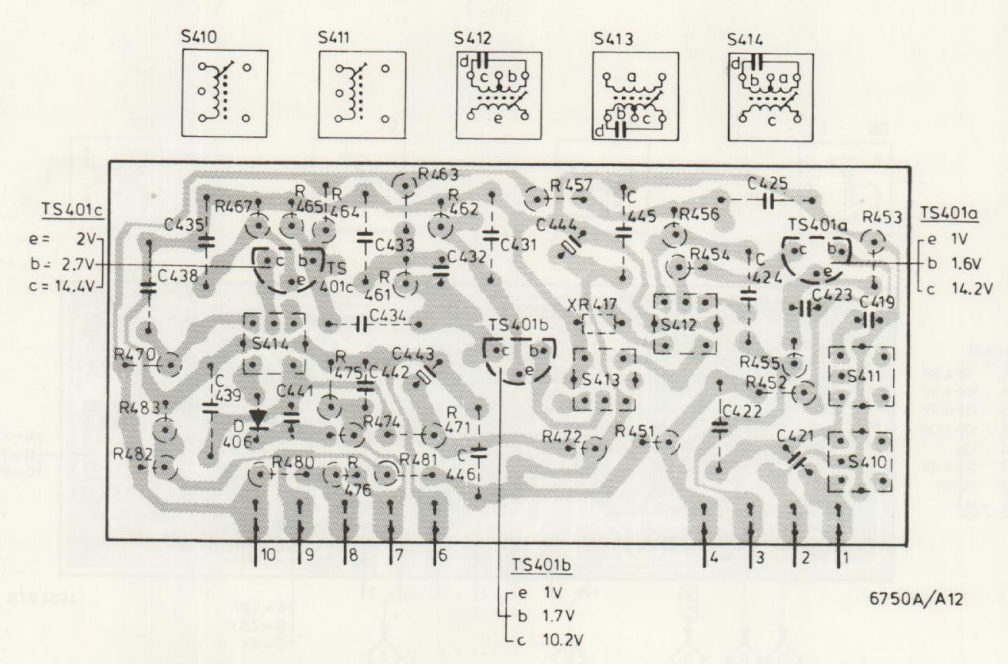 S410 S411 S412 S413 S414
d c b e
a b c d
d b a c
TS401c
e = 2V
b = 2.7V
c = 14.4V
TS401a
e 1V
b 1.6V
c 14.2V
R463
R467 R465 R464 R462 R457 C445 R456 C425 TS401a R453
C435 C433 C431 C444
c b e TS401c R461 C432 R454 C424 c b e
C438 C423 C419
C434 TS401b XR417 S412
c b e
S414 R475 C442 C443 S413 R455 S411
R470 R452
C439 C441 C422
R483 D406 R474 R471 R472 R451 C421
R482 R480 R476 R481 C446 S410
10 9 8 7 6 4 3 2 1
TS401b
e 1V
b 1.7V
c 10.2V
6750A/A12